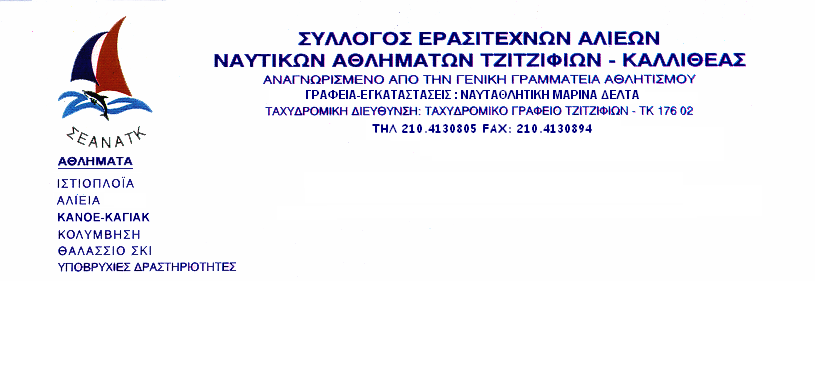 ΣΥΛΛΟΓΟΣ ΕΡΑΣΙΤΕΧΝΩΝ ΑΛΙΕΩΝ
ΝΑΥΤΙΚΩΝ ΑΘΛΗΜΑΤΩΝ ΤΖΙΤΖΙΦΙΩΝ - ΚΑΛΛΙΘΕΑΣ
ΑΝΑΓΝΩΡΙΣΜΕΝΟ ΑΠΟ ΤΗΝ ΓΕΝΙΚΗ ΓΡΑΜΜΑΤΕΙΑ ΑΘΛΗΤΙΣΜΟΥ
ΓΡΑΦΕΙΑ-ΕΓΚΑΤΑΣΤΑΣΕΙΣ : ΝΑΥΤΑΘΛΗΤΙΚΗ ΜΑΡΙΝΑ ΔΕΛΤΑ
ΤΑΧΥΔΡΟΜΙΚΗ ΔΙΕΥΘΥΝΣΗ: ΤΑΧΥΔΡΟΜΙΚΟ ΓΡΑΦΕΙΟ ΤΖΙΤΖΙΦΙΩΝ - ΤΚ 176 02
ΤΗΛ 210.4130805 FAX: 210.4130894
ΣΕΑΝΑΤΚ
ΑΘΛΗΜΑΤΑ
ΙΣΤΙΟΠΛΟΪΑ
ΑΛΙΕΙΑ
ΚΑΝΟΕ-ΚΑΓΙΑΚ
ΚΟΛΥΜΒΗΣΗ
ΘΑΛΑΣΣΙΟ ΣΚΙ
ΥΠΟΒΡΥΧΙΕΣ ΔΡΑΣΤΗΡΙΟΤΗΤΕΣ